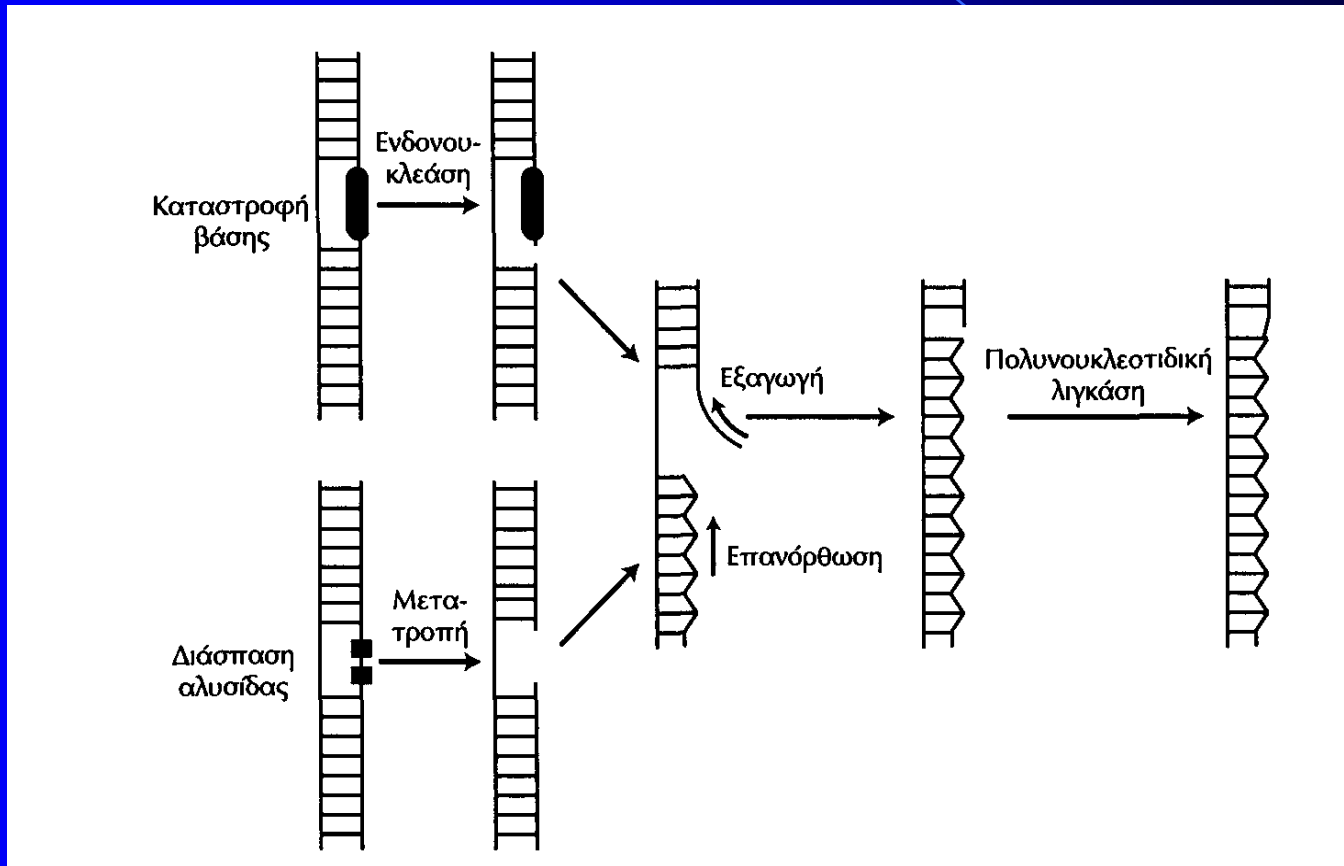 Ενδονου-
κλεάση
Καταστροφή
βάσης
Εξαγωγή
Πολυνουκλεοτιδική
λιγκάση
Επανόρθωση
Μετα-
τροπή
Διάσπαση
αλυσίδας